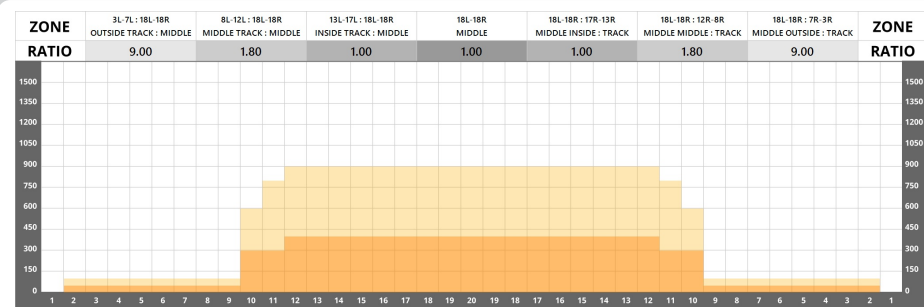 ZONE
3L-7L : 18L-18R
OUTSIDE TRACK : MIDDLE
8L-12L : 18L-18R
MIDDLE TRACK : MIDDLE
13L-17L : 18L-18R
INSIDE TRACK : MIDDLE
18L-18R
MIDDLE
18L-18R : 17R-13R
MIDDLE INSIDE : TRACK
18L-18R : 12R-8R
MIDDLE MIDDLE : TRACK
18L-18R : 7R-3R
MIDDLE OUTSIDE : TRACK
ZONE
RATIO 9.00 1.80 1.00 1.00 1.00 1.80 9.00 RATIO
1500 1500
1350 1350
1200 1200
1050 1050
900 900
750 750
600 600
450 450
300 300
150 150
0 0
1 2 3 4 5 6 7 8 9 10 11 12 13 14 15 16 17 18 19 20 19 18 17 16 15 14 13 12 11 10 9 8 7 6 5 4 3 2 1